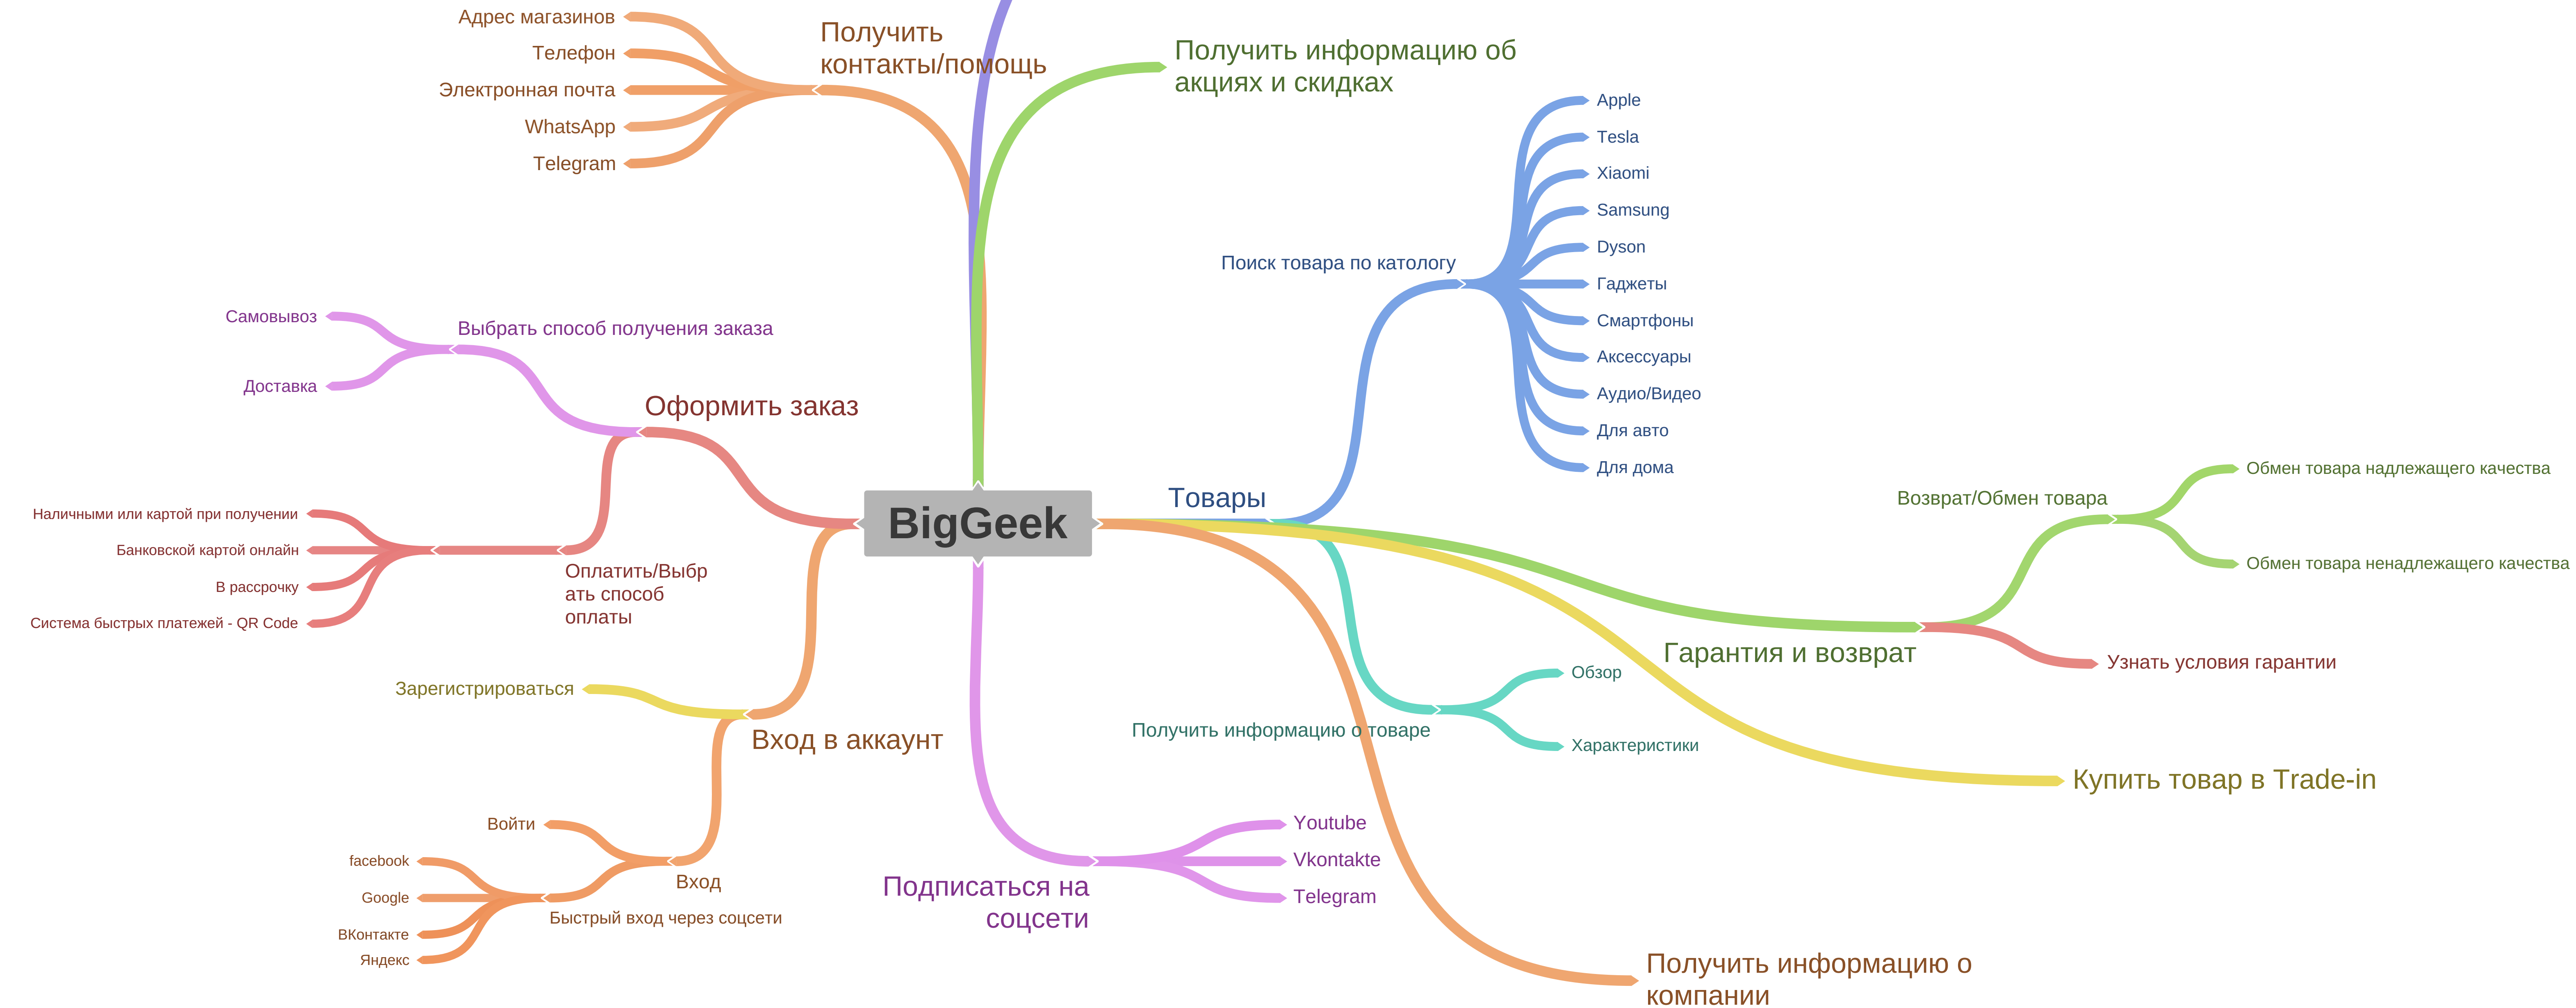 Адрес магазинов
Телефон
Электронная почта
WhatsApp
Telegram
Получить
контакты/помощь
Получить информацию об
акциях и скидках
Apple
Tesla
Xiaomi
Samsung
Dyson
Гаджеты
Смартфоны
Аксессуары
Аудио/Видео
Для авто
Для дома
Поиск товара по катологу
Товары
Самовывоз
Доставка
Выбрать способ получения заказа
Оформить заказ
Наличными или картой при получении
Банковской картой онлайн
В рассрочку
Система быстрых платежей - QR Code
Оплатить/Выбр
ать способ
оплаты
BigGeek
Возврат/Обмен товара
Обмен товара надлежащего качества
Обмен товара ненадлежащего качества
Гарантия и возврат
Узнать условия гарантии
Зарегистрироваться
Вход в аккаунт
Обзор
Получить информацию о товаре
Характеристики
Купить товар в Trade-in
Войти
facebook
Google
ВКонтакте
Яндекс
Вход
Быстрый вход через соцсети
Youtube
Vkontakte
Telegram
Подписаться на
соцсети
Получить информацию о
компании